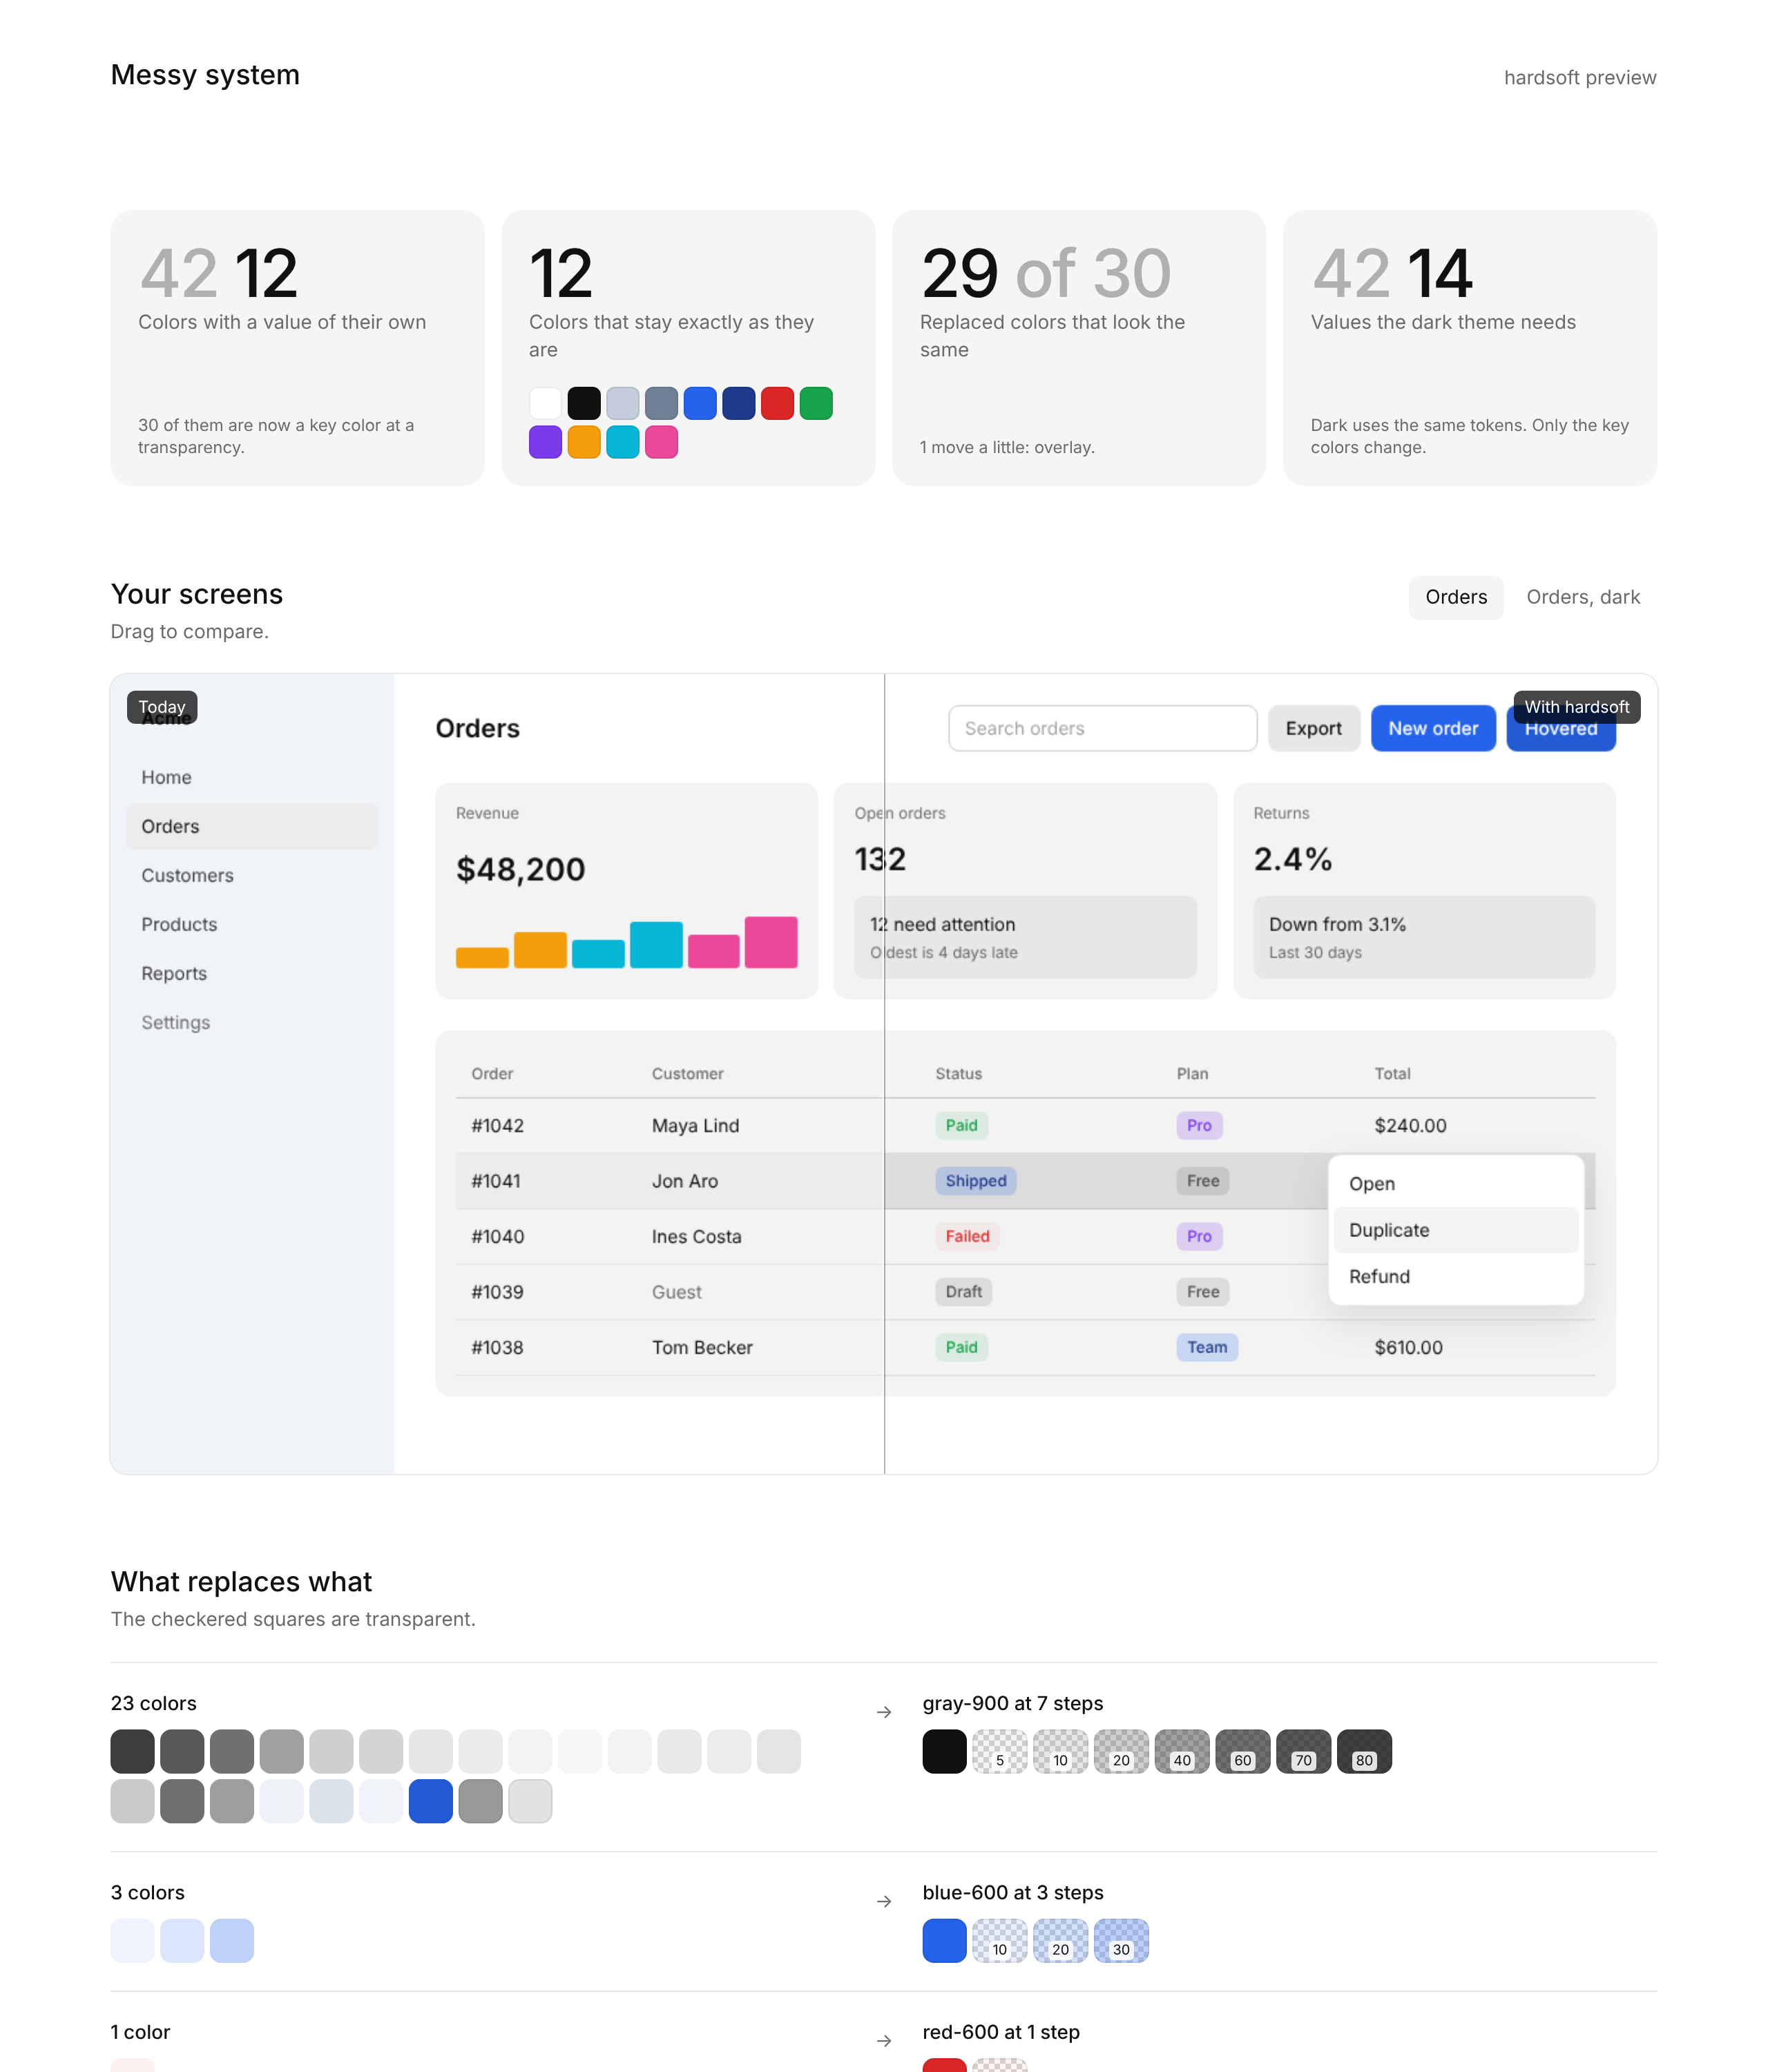 Messy system
hardsoft preview
42 12
Colors with a value of their own
30 of them are now a key color at a
transparency.
12
Colors that stay exactly as they
are
29 of 30
Replaced colors that look the
same
1 move a little: overlay.
42 14
Values the dark theme needs
Dark uses the same tokens. Only the key
colors change.
Your screens
Drag to compare.
Orders
Orders, dark
Today
With hardsoft
Acme
Home
Orders
Customers
Products
Reports
Settings
Orders
Search orders
Export
New order
Hovered
Revenue
$48,200
Open orders
132
12 need attention
Oldest is 4 days late
Returns
2.4%
Down from 3.1%
Last 30 days
Order Customer Status Plan Total
#1042 Maya Lind Paid Pro $240.00
#1041 Jon Aro Shipped Free
#1040 Ines Costa Failed Pro
#1039 Guest Draft Free
#1038 Tom Becker Paid Team $610.00
Open
Duplicate
Refund
What replaces what
The checkered squares are transparent.
23 colors
→
gray-900 at 7 steps
5 10 20 40 60 70 80
3 colors
→
blue-600 at 3 steps
10 20 30
1 color
→
red-600 at 1 step